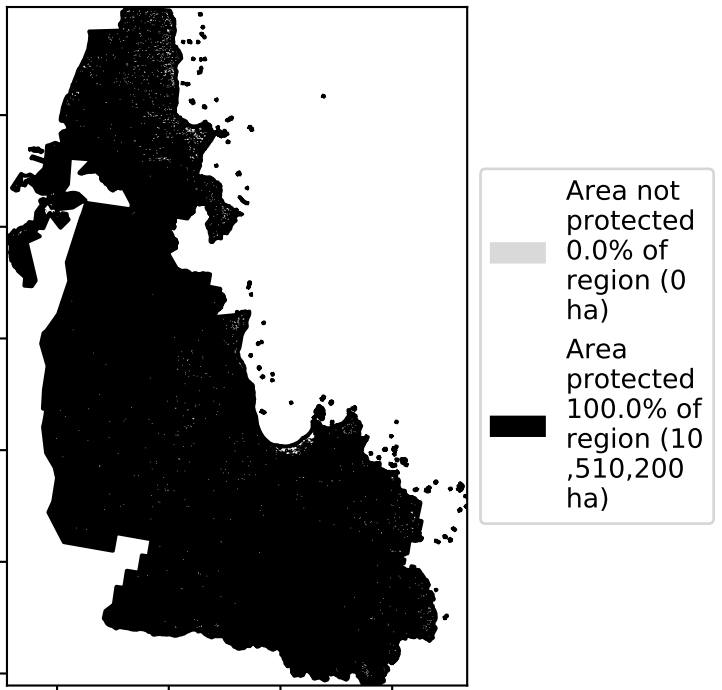 Area not
protected
0.0% of
region (0
ha)
Area
protected
100.0% of
region (10
,510,200
ha)